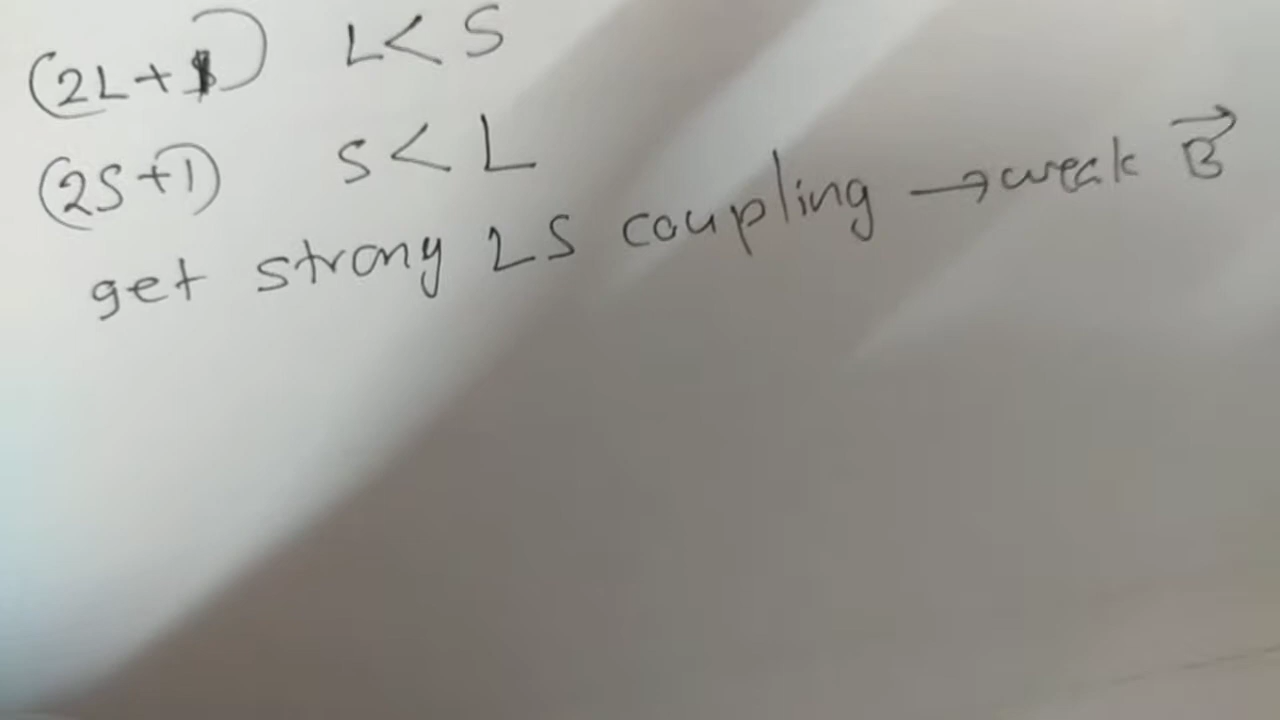 (2L+1) L<S
(2S+1) S<L
get strong LS coupling → weak B⃗